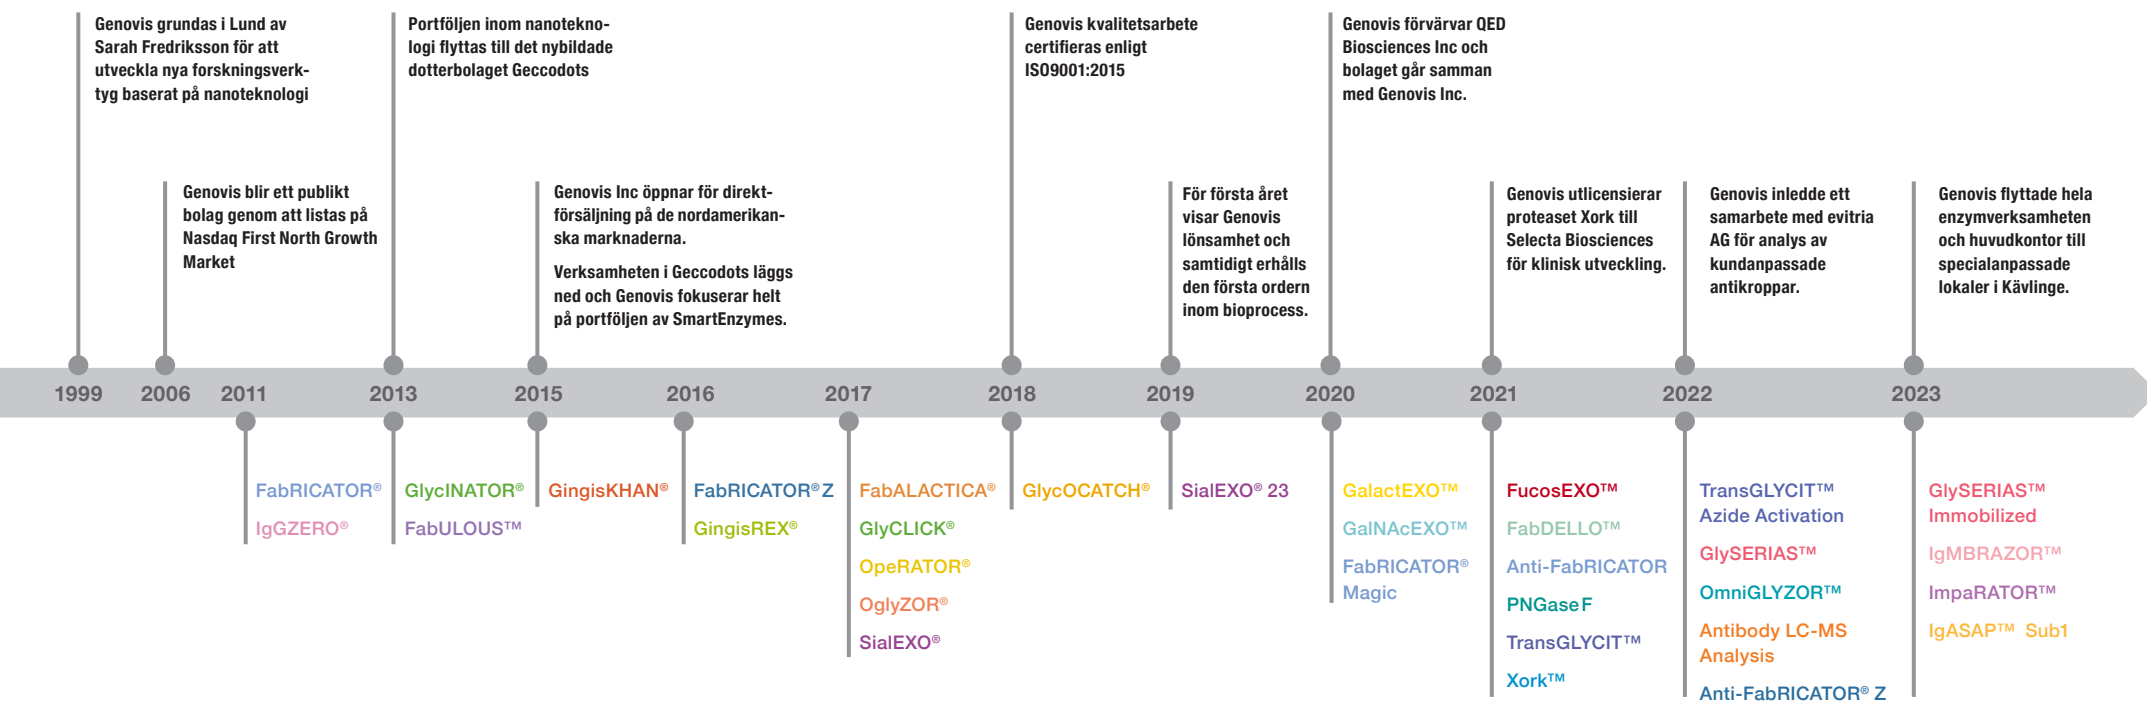 Genovis grundas i Lund av
Sarah Fredriksson för att
utveckla nya forskningsverk-
tyg baserat på nanoteknologi
Portföljen inom nanotekno-
logi flyttas till det nybildade
dotterbolaget Geccodots
Genovis kvalitetsarbete
certifieras enligt
ISO9001:2015
Genovis förvärvar QED
Biosciences Inc och
bolaget går samman
med Genovis Inc.
Genovis blir ett publikt
bolag genom att listas på
Nasdaq First North Growth
Market
Genovis Inc öppnar för direkt-
försäljning på de nordamerikan-
ska marknaderna.
Verksamheten i Geccodots läggs
ned och Genovis fokuserar helt
på portföljen av SmartEnzymes.
För första året
visar Genovis
lönsamhet och
samtidigt erhålls
den första ordern
inom bioprocess.
Genovis utlicensierar
proteaset Xork till
Selecta Biosciences
för klinisk utveckling.
Genovis inledde ett
samarbete med evitria
AG för analys av
kundanpassade
antikroppar.
Genovis flyttade hela
enzymverksamheten
och huvudkontor till
specialanpassade
lokaler i Kävlinge.
1999 2006 2011 2013 2015 2016 2017 2018 2019 2020 2021 2022 2023
FabRICATOR®
IgGZERO®
GlycINATOR®
FabULOUS™
GingisKHAN®
FabRICATOR® Z
GingisREX®
FabALACTICA®
GlyCLICK®
OpeRATOR®
OglyZOR®
SialEXO®
GlycOCATCH®
SialEXO® 23
GalactEXO™
GalNAcEXO™
FabRICATOR®
Magic
FucosEXO™
FabDELLO™
Anti-FabRICATOR
PNGase F
TransGLYCIT™
Xork™
TransGLYCIT™
Azide Activation
GlySERIAS™
OmniGLYZOR™
Antibody LC-MS
Analysis
Anti-FabRICATOR® Z
GlySERIAS™
Immobilized
IgMBRAZOR™
ImpaRATOR™
IgASAP™ Sub1